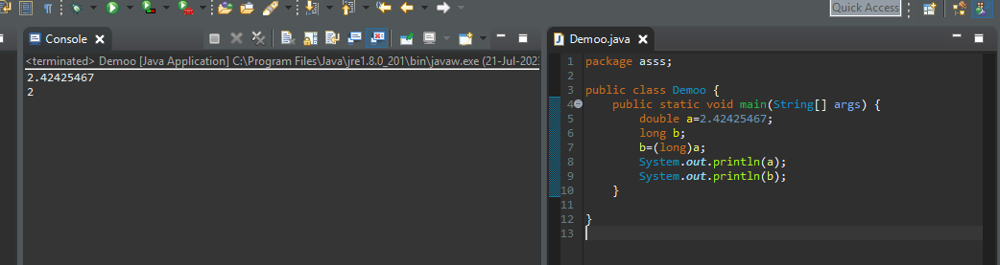 Quick Access
Console
<terminated> Demoo [Java Application] C:\Program Files\Java\jre1.8.0_201\bin\javaw.exe (21-Jul-202
2.42425467
2
Demoo.java
1 package asss;
2
3 public class Demoo {
4 public static void main(String[] args) {
5 double a=2.42425467;
6 long b;
7 b=(long)a;
8 System.out.println(a);
9 System.out.println(b);
10 }
11
12 }
13